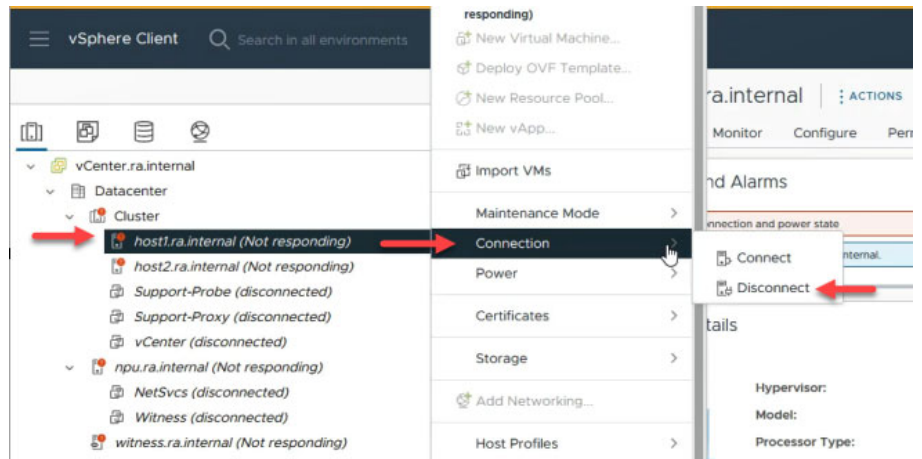 vSphere Client
Search in all environments
vCenter.ra.internal
Datacenter
Cluster
host1.ra.internal (Not responding)
host2.ra.internal (Not responding)
Support-Probe (disconnected)
Support-Proxy (disconnected)
vCenter (disconnected)
npu.ra.internal (Not responding)
NetSvcs (disconnected)
Witness (disconnected)
witness.ra.internal (Not responding)
responding)
New Virtual Machine...
Deploy OVF Template...
New Resource Pool...
New vApp...
Import VMs
Maintenance Mode
Connection
Power
Certificates
Storage
Add Networking...
Host Profiles
Connect
Disconnect
ra.internal
ACTIONS
Monitor Configure Perr
nd Alarms
nnection and power state
nternal.
tails
Hypervisor:
Model:
Processor Type: